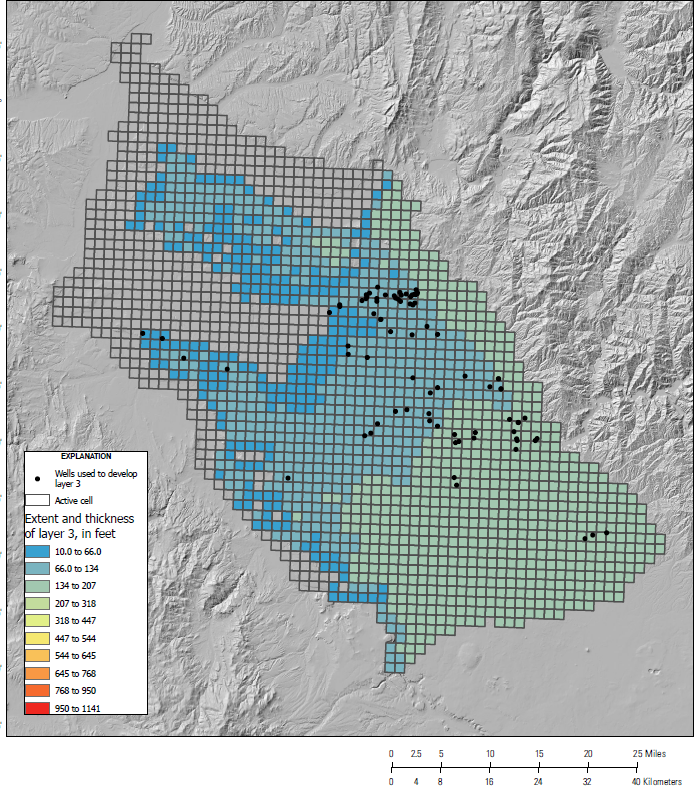 EXPLANATION
Wells used to develop
layer 3
Active cell
Extent and thickness
of layer 3, in feet
10.0 to 66.0
66.0 to 134
134 to 207
207 to 318
318 to 447
447 to 544
544 to 645
645 to 768
768 to 950
950 to 1141
0 2.5 5 10 15 20 25 Miles
0 4 8 16 24 32 40 Kilometers